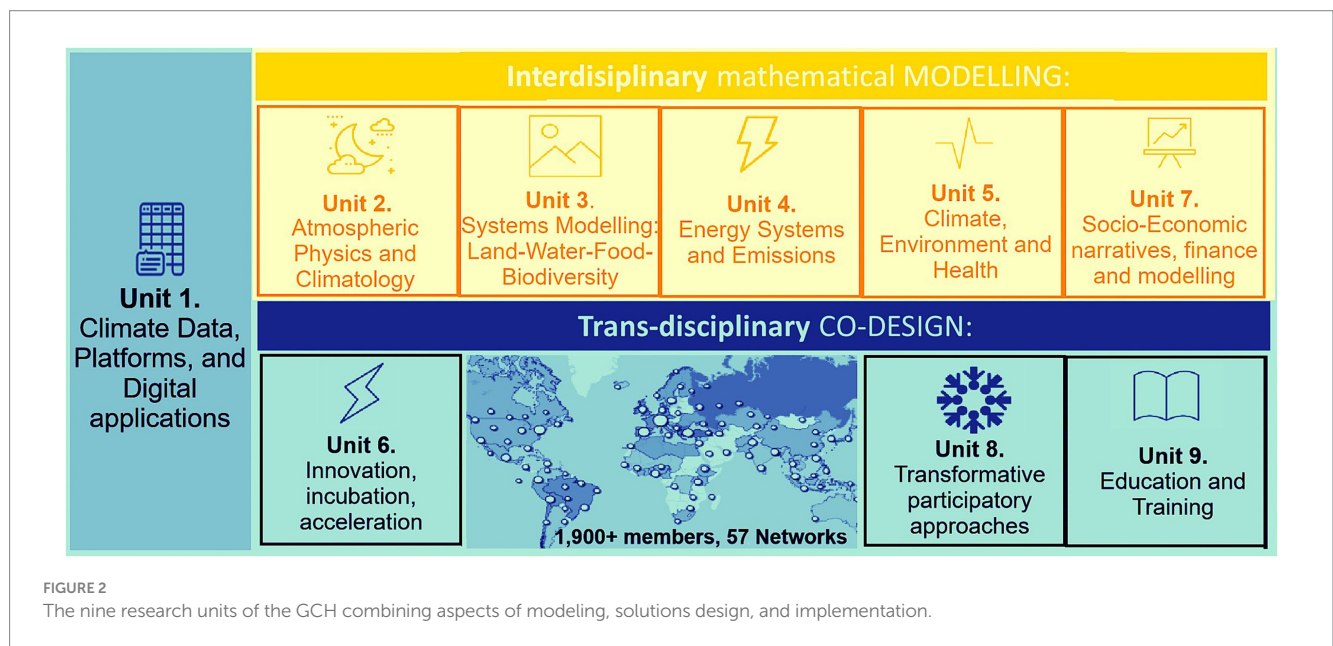 Unit 1.
Climate Data,
Platforms, and
Digital
applications
Interdisiplinary mathematical MODELLING:
Unit 2.
Atmospheric
Physics and
Climatology
Unit 3.
Systems Modelling:
Land-Water-Food-
Biodiversity
Unit 4.
Energy Systems
and Emissions
Unit 5.
Climate,
Environment and
Health
Unit 7.
Socio-Economic
narratives, finance
and modelling
Trans-disciplinary CO-DESIGN:
Unit 6.
Innovation,
incubation,
acceleration
1,900+ members, 57 Networks
Unit 8.
Transformative
participatory
approaches
Unit 9.
Education and
Training
FIGURE 2
The nine research units of the GCH combining aspects of modeling, solutions design, and implementation.